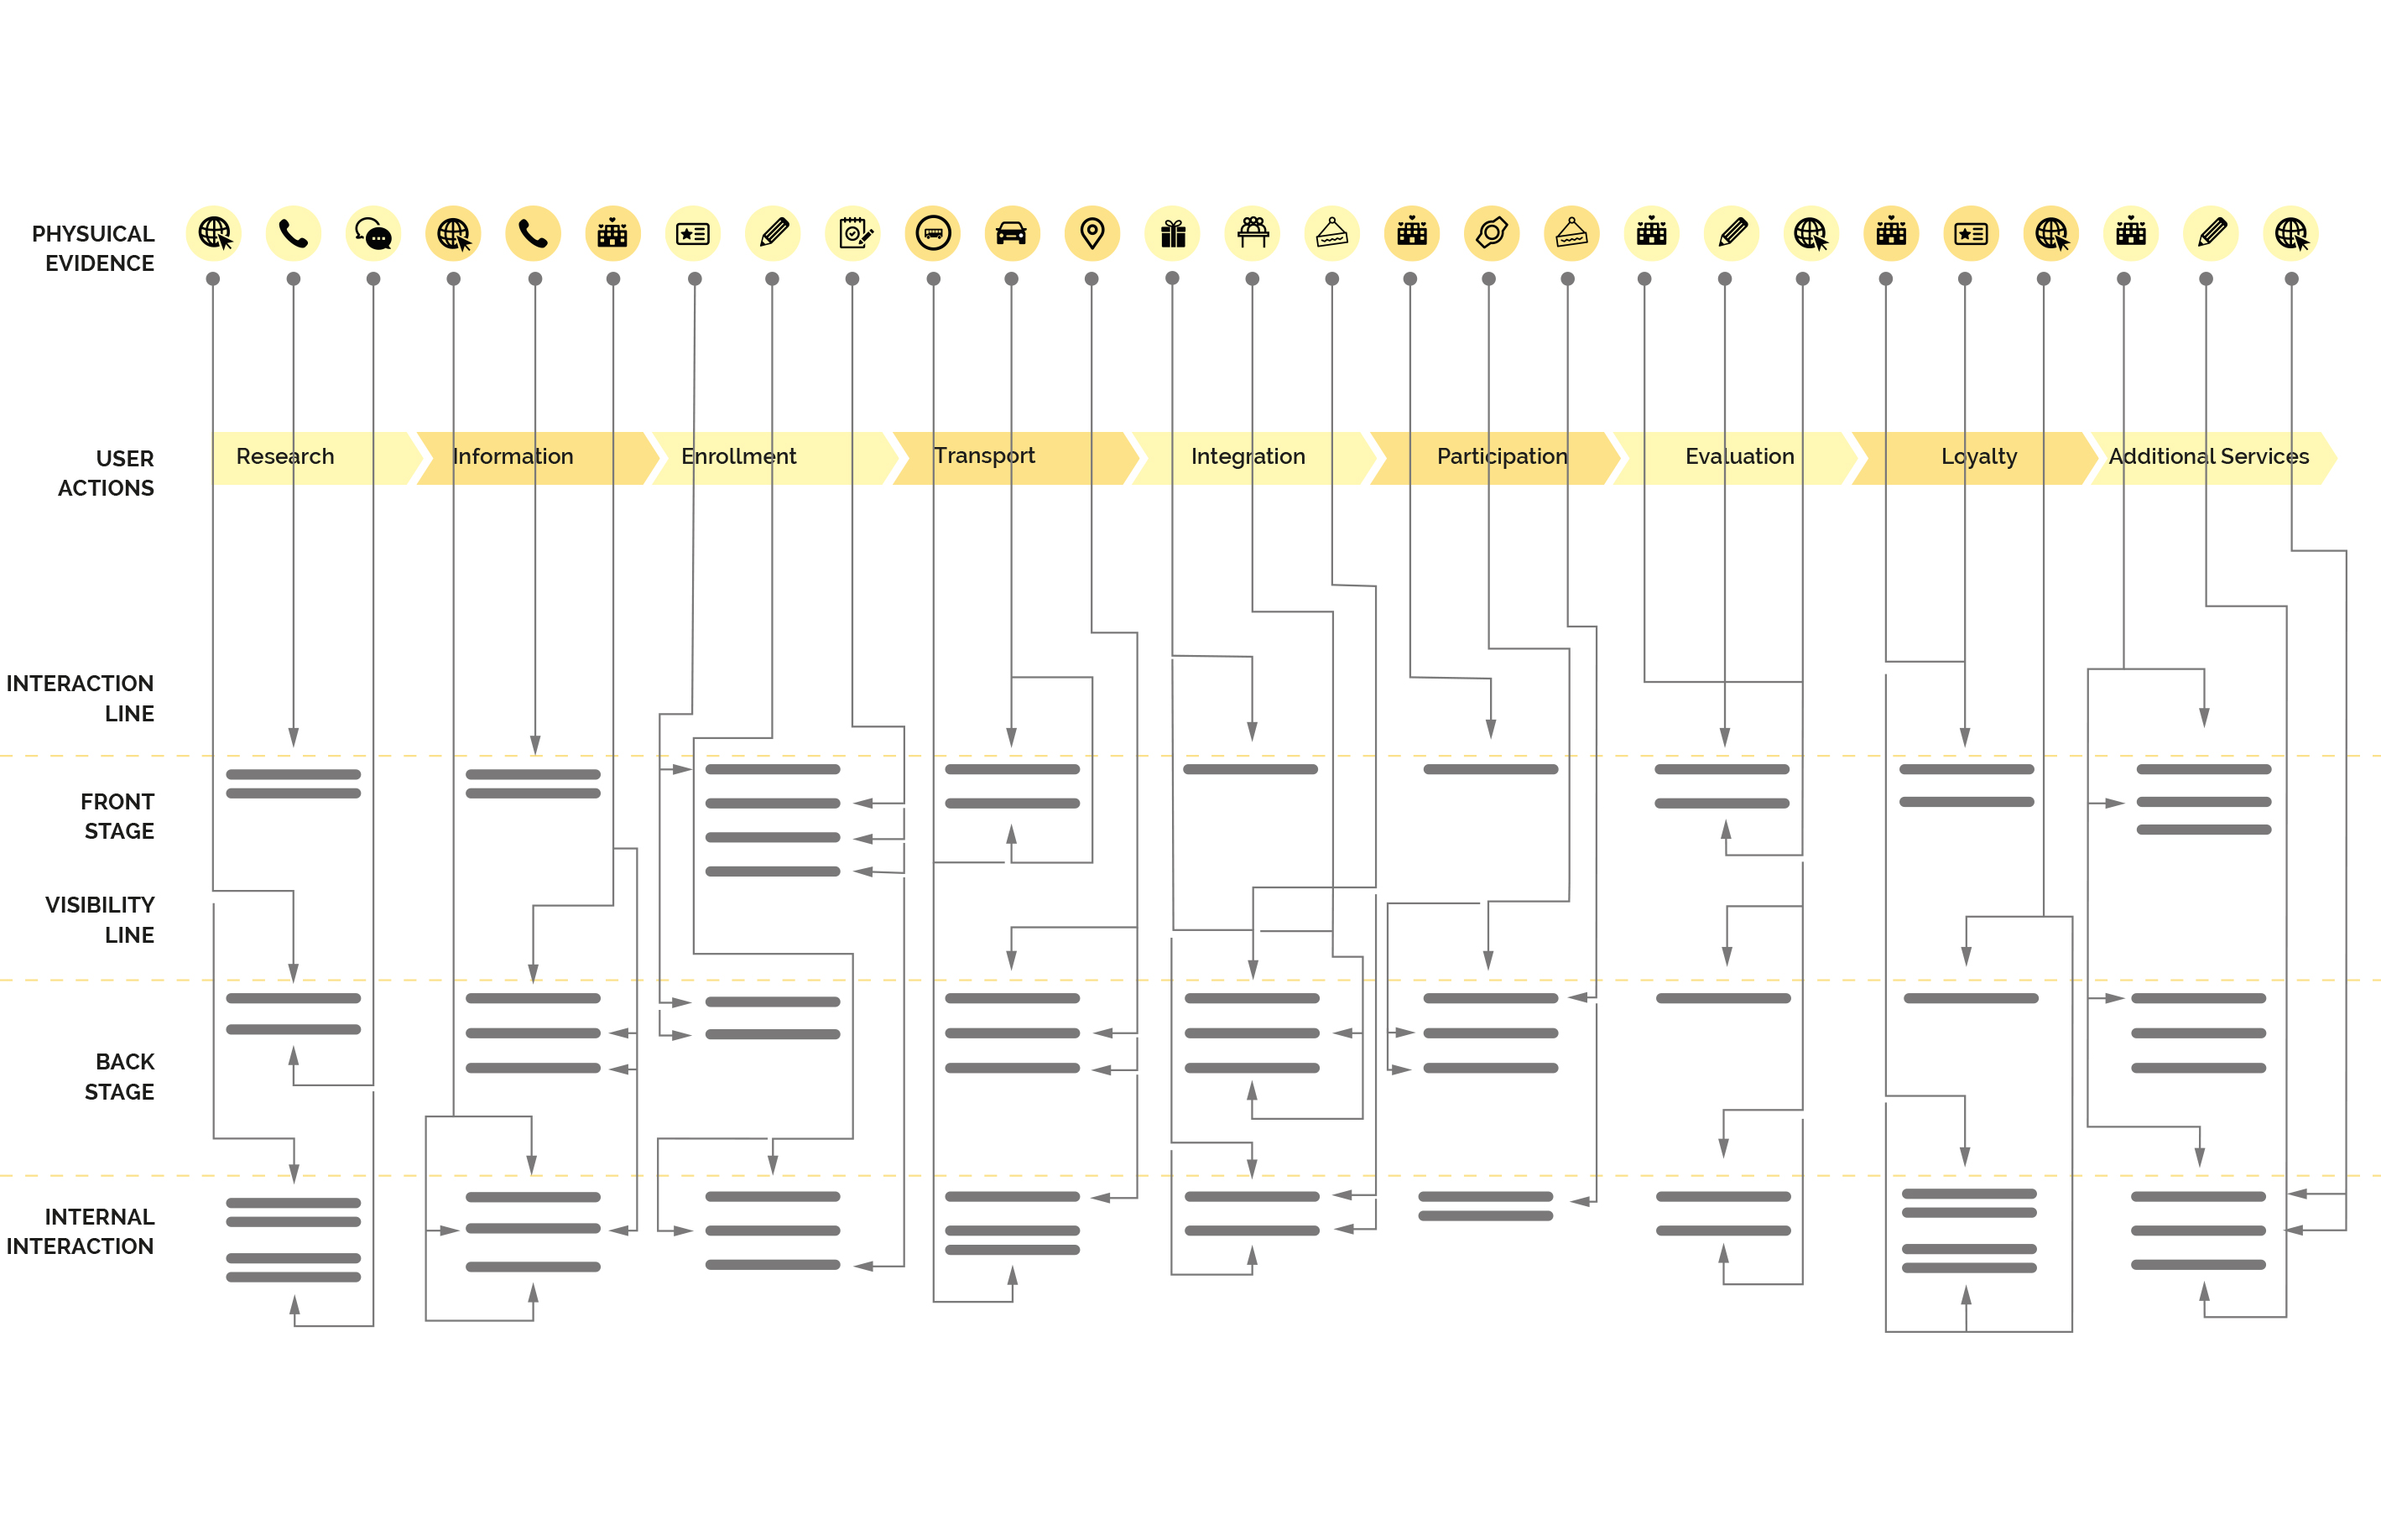 PHYSUICAL
EVIDENCE
USER
ACTIONS
Research
Information
Enrollment
Transport
Integration
Participation
Evaluation
Loyalty
Additional Services
INTERACTION
LINE
FRONT
STAGE
VISIBILITY
LINE
BACK
STAGE
INTERNAL
INTERACTION